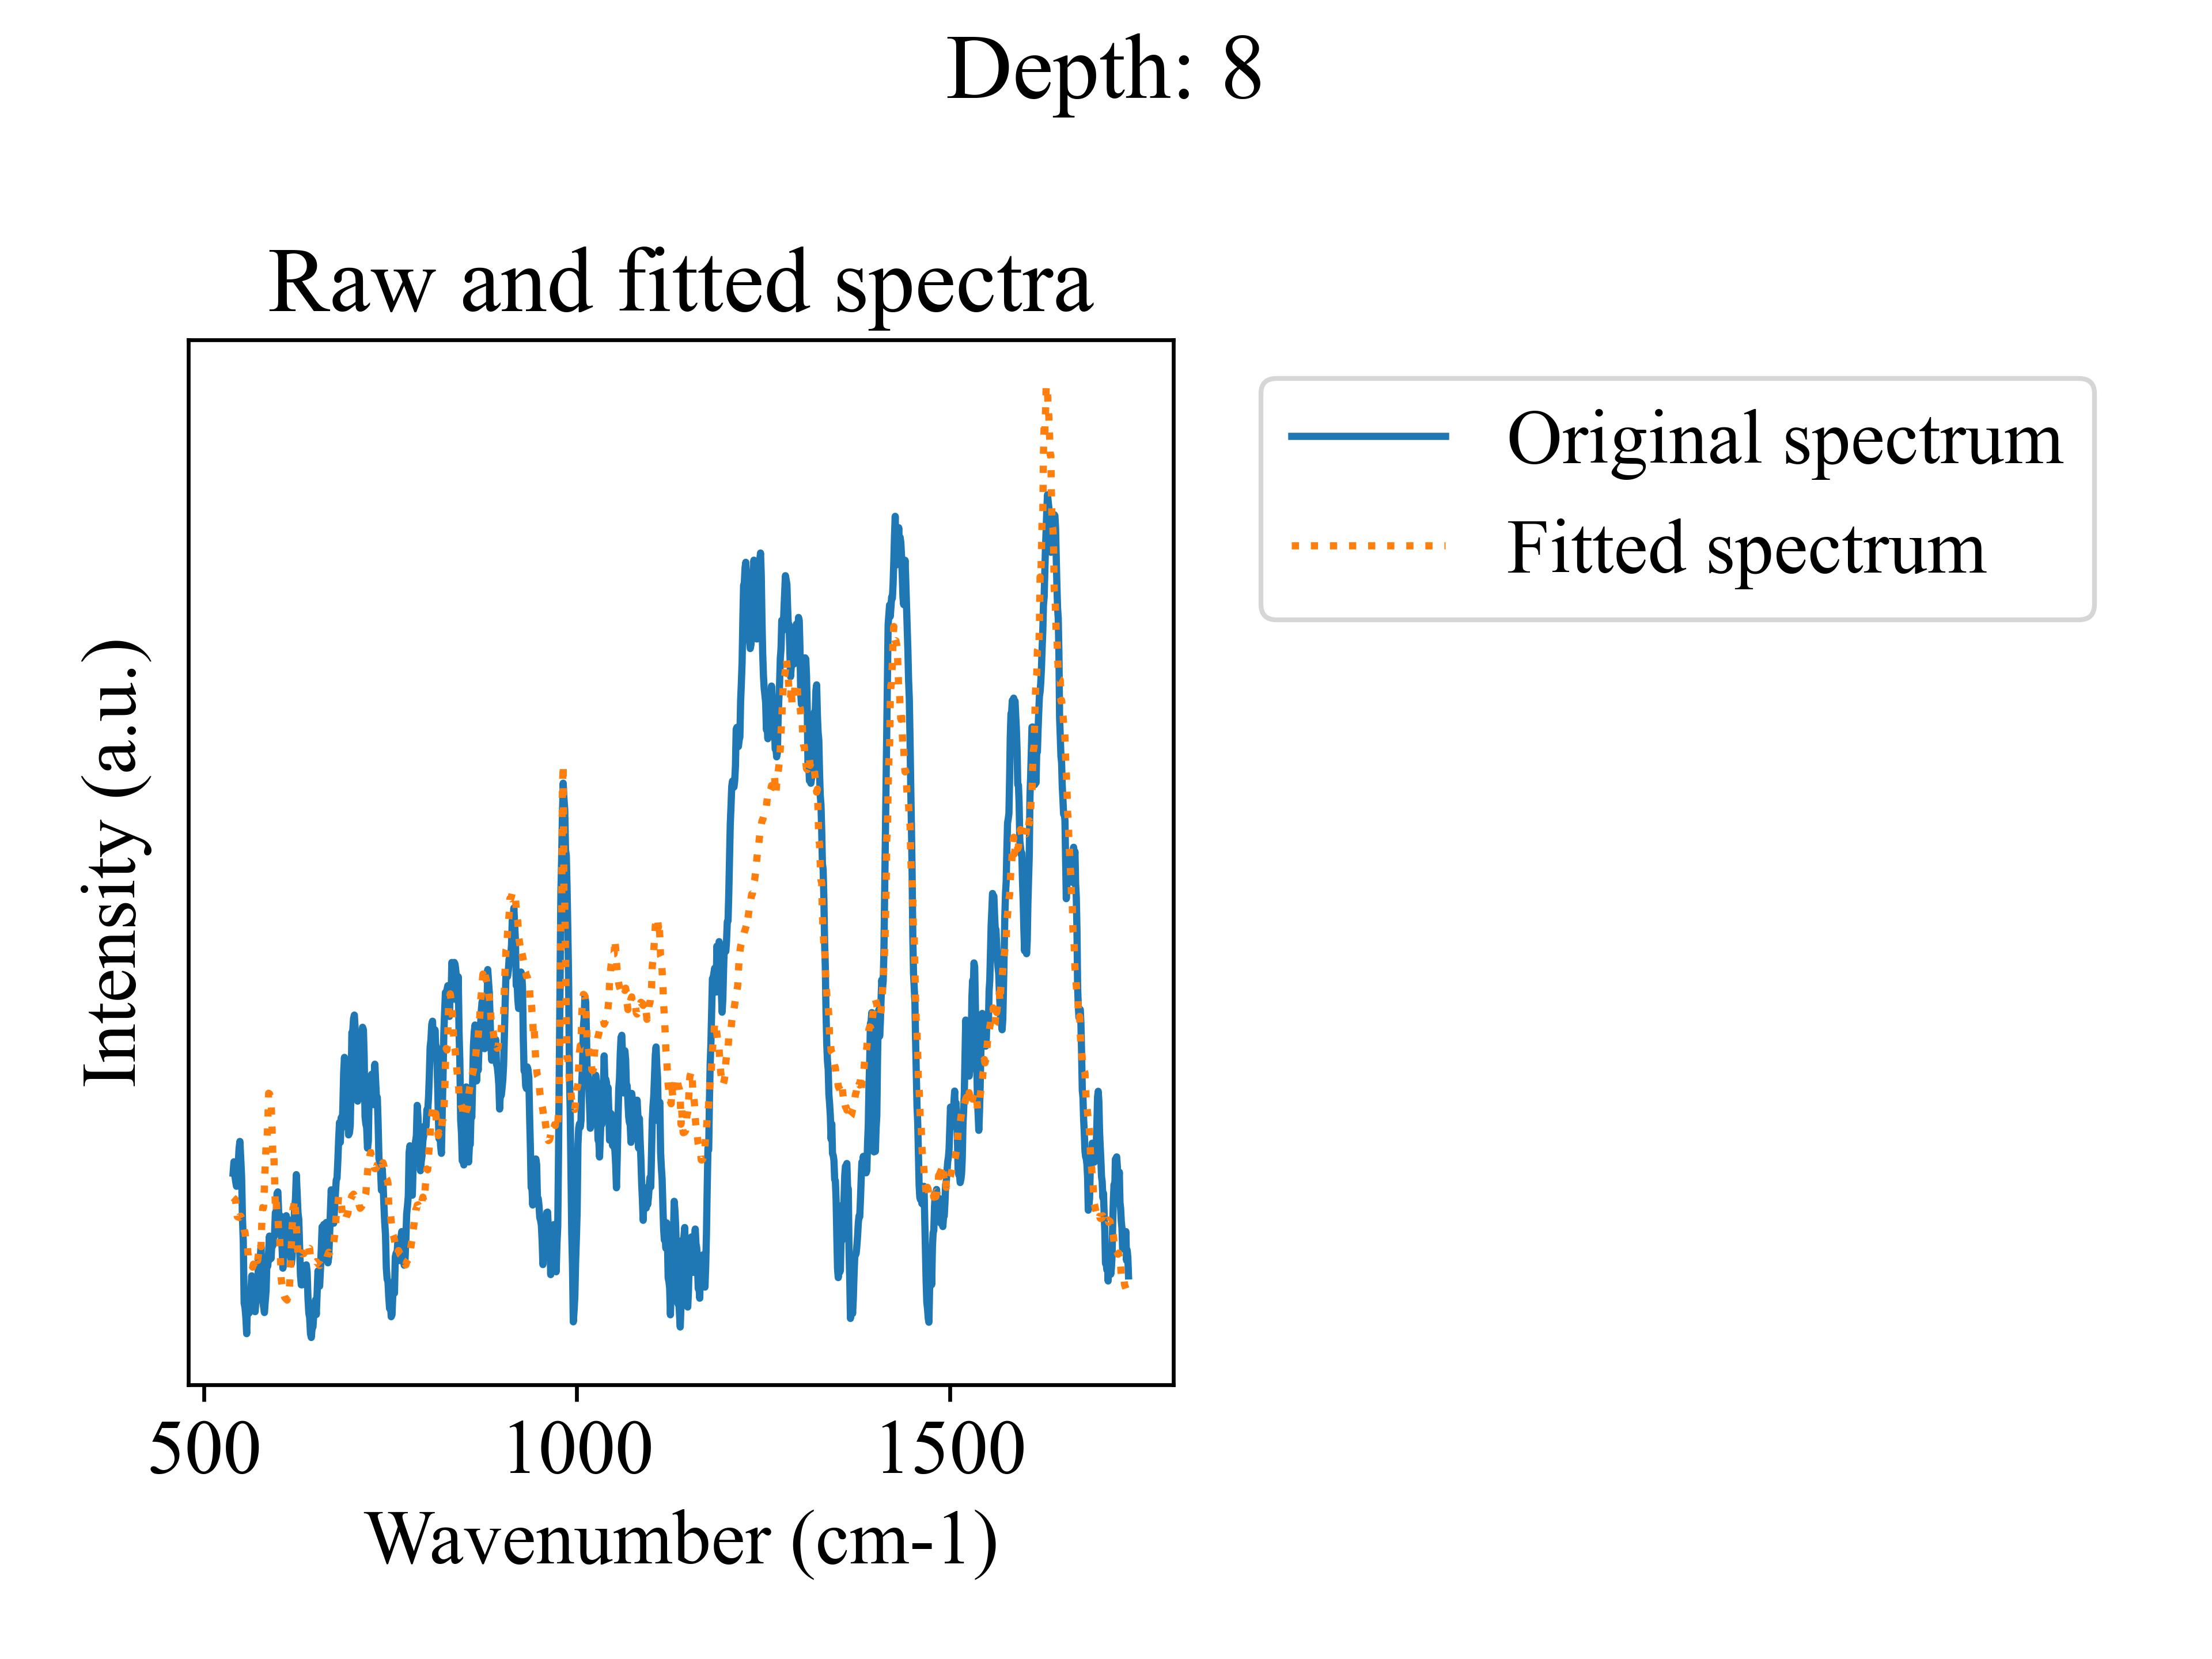 Depth: 8
Raw and fitted spectra
Original spectrum
Fitted spectrum
Intensity (a.u.)
500 1000 1500
Wavenumber (cm-1)